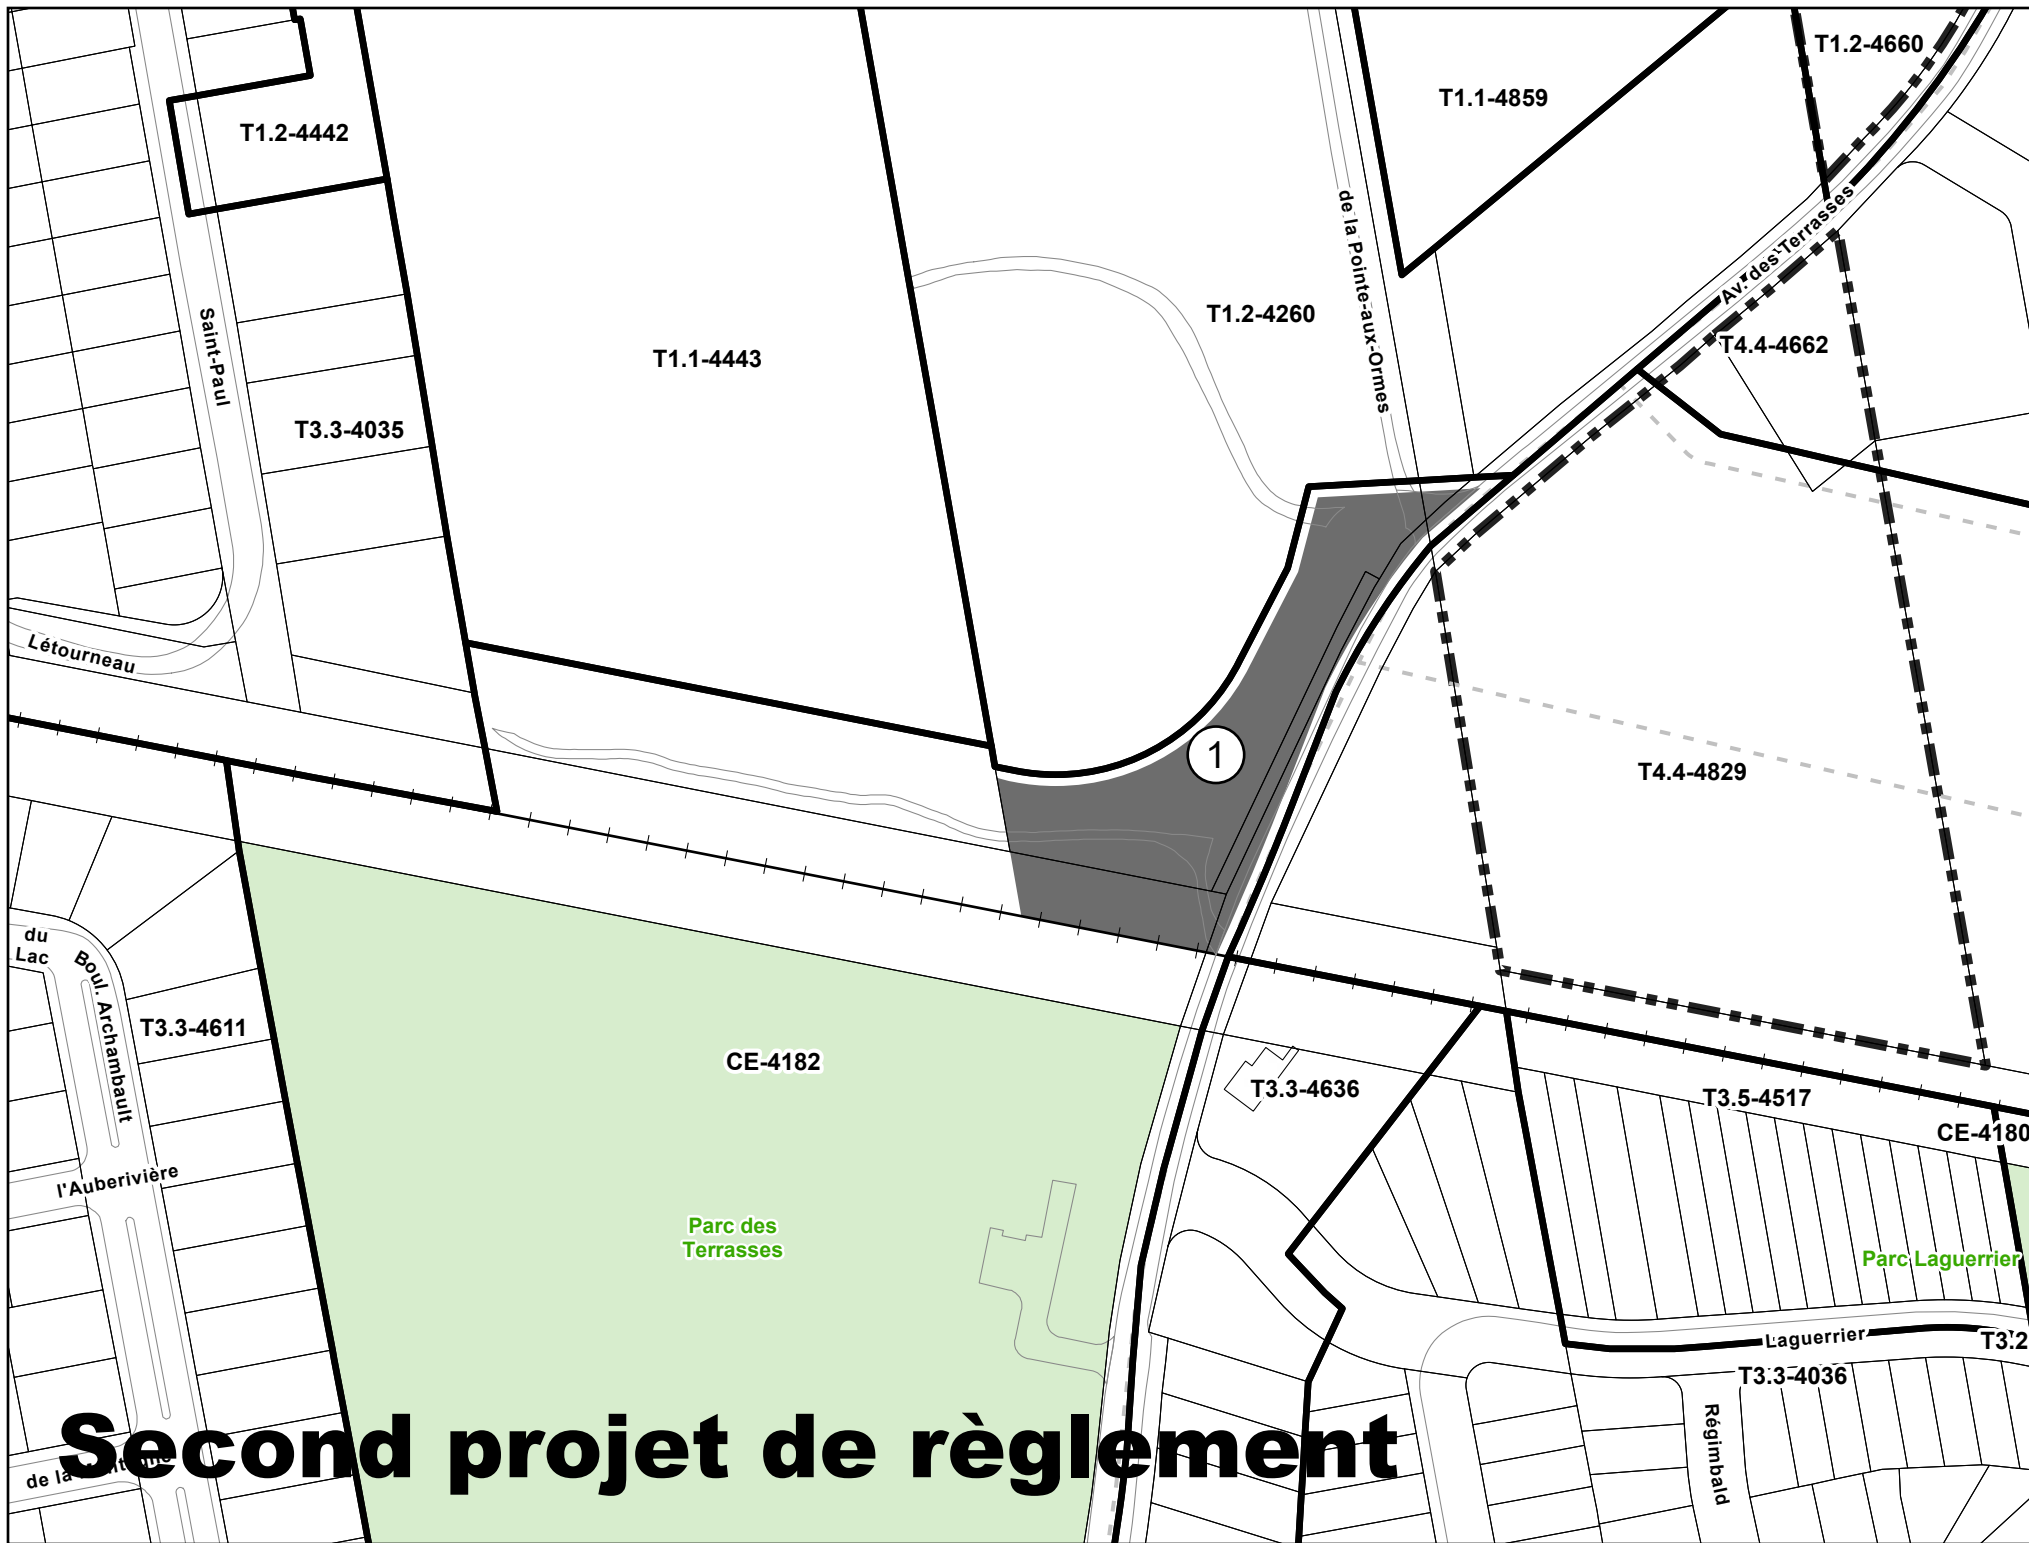 T1.2-4660
T1.1-4859
T1.2-4442
de la Pointe-aux-Ormes
Av. des Terrasses
T1.2-4260
Saint-Paul
T1.1-4443
T4.4-4662
T3.3-4035
Létourneau
1
T4.4-4829
du
Lac
Boul. Archambault
T3.3-4611
CE-4182
T3.3-4636
T3.5-4517
CE-4180
l'Auberivière
Parc des
Terrasses
Parc Laguerrier
Laguerrier
T3.2
T3.3-4036
Régimbald
Second projet de règlement
de la